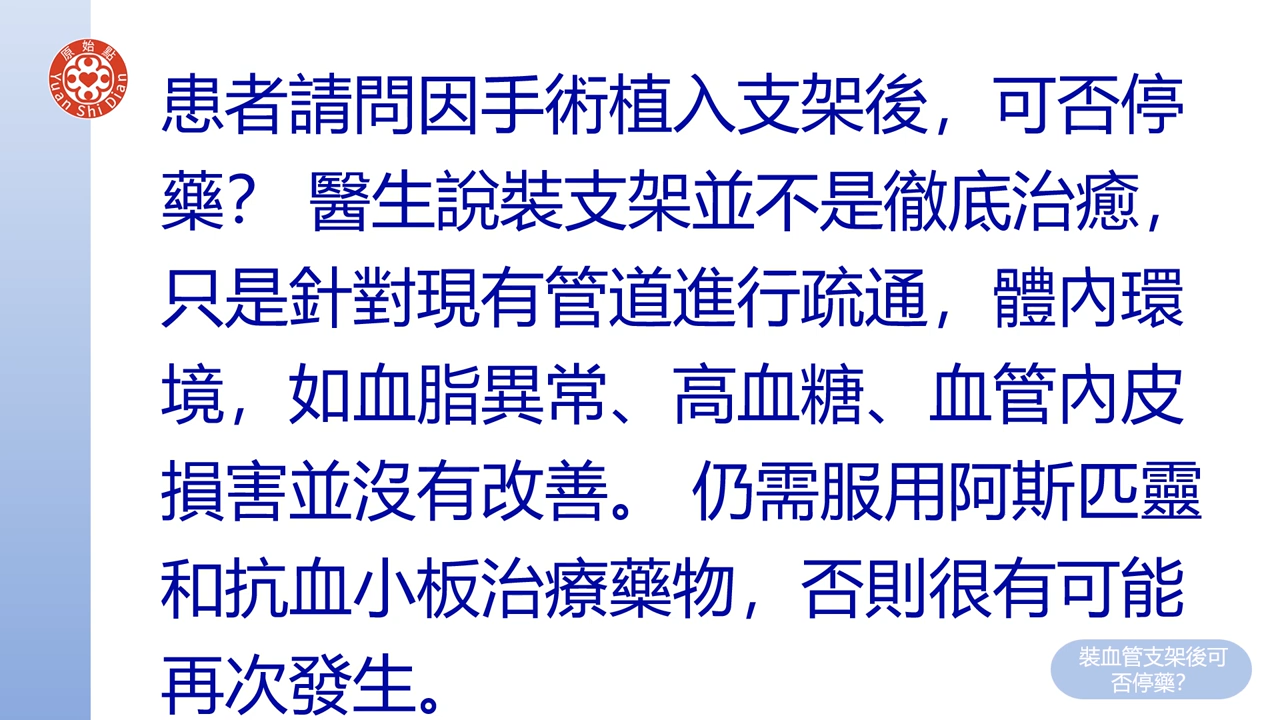 原始點
Yuan Shi Dian
患者請問因手術植入支架後，可否停
藥？ 醫生說裝支架並不是徹底治癒，
只是針對現有管道進行疏通，體內環
境，如血脂異常、高血糖、血管內皮
損害並沒有改善。 仍需服用阿斯匹靈
和抗血小板治療藥物，否則很有可能
再次發生。
裝血管支架後可
否停藥？